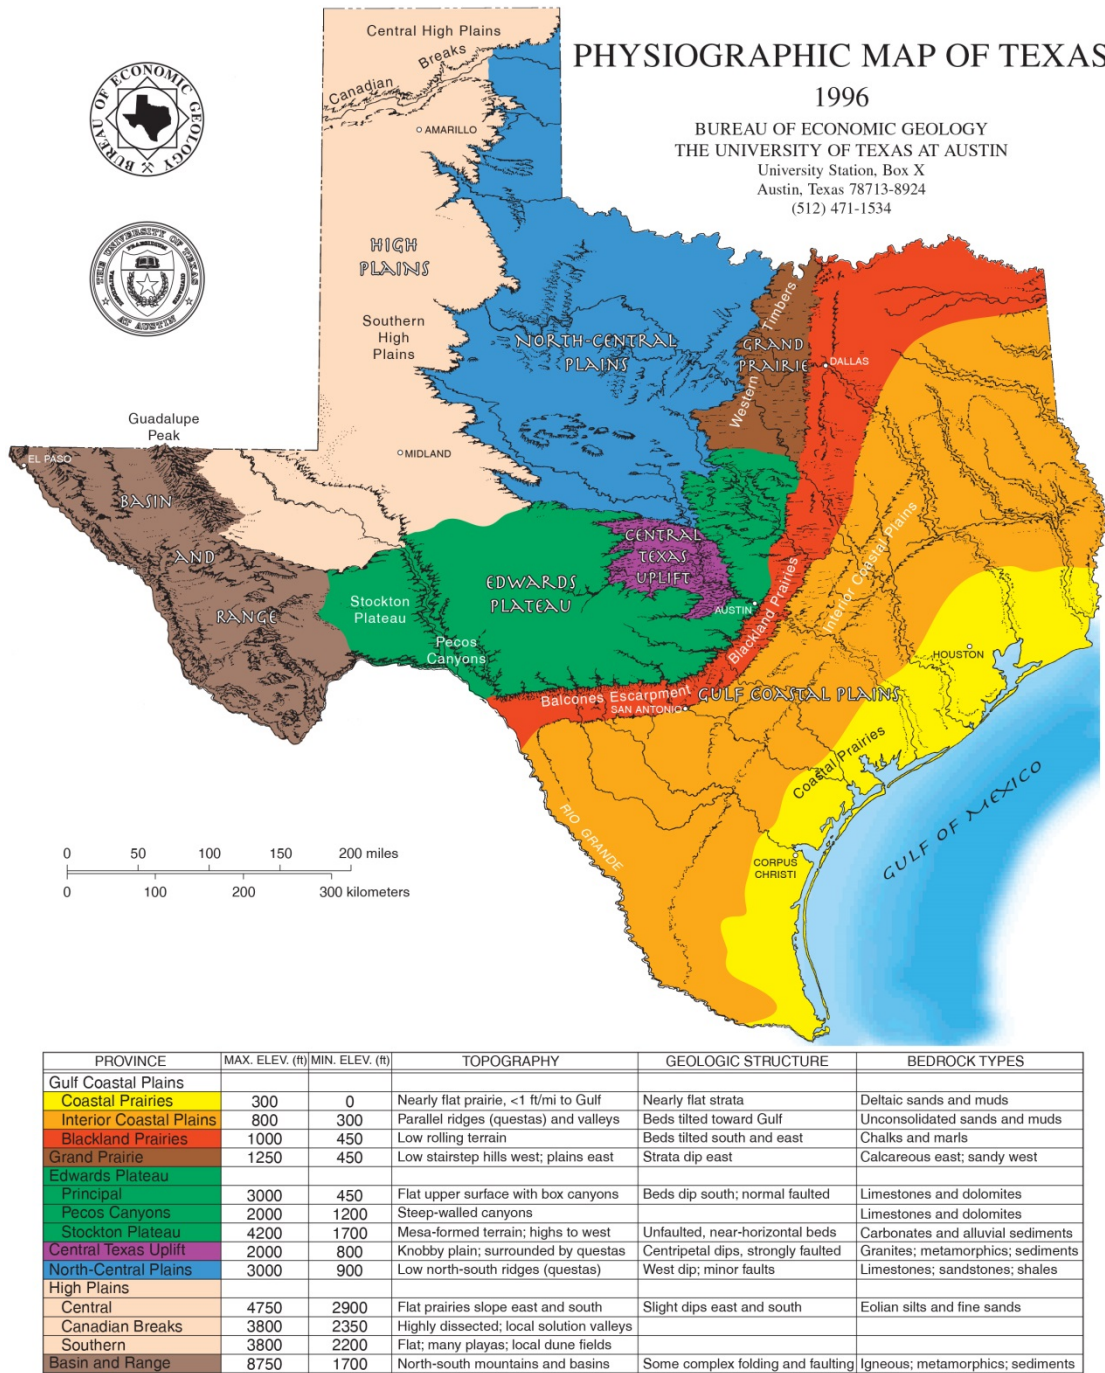 PHYSIOGRAPHIC MAP OF TEXAS
1996
BUREAU OF ECONOMIC GEOLOGY
THE UNIVERSITY OF TEXAS AT AUSTIN
University Station, Box X
Austin, Texas 78713-8924
(512) 471-1534
BUREAU OF ECONOMIC GEOLOGY
THE UNIVERSITY OF TEXAS
AT AUSTIN
Central High Plains
Canadian Breaks
AMARILLO
HIGH
PLAINS
Southern
High
Plains
NORTH-CENTRAL
PLAINS
Western Timbers
GRAND
PRAIRIE
DALLAS
Guadalupe
Peak
EL PASO
MIDLAND
BASIN
AND
RANGE
CENTRAL
TEXAS
UPLIFT
EDWARDS
PLATEAU
Stockton
Plateau
Pecos
Canyons
AUSTIN
Blackland Prairies
Interior Coastal Plains
HOUSTON
Balcones Escarpment
SAN ANTONIO
GULF COASTAL PLAINS
Coastal Prairies
RIO GRANDE
GULF OF MEXICO
CORPUS
CHRISTI
0 50 100 150 200 miles
0 100 200 300 kilometers
PROVINCE MAX. ELEV. (ft) MIN. ELEV. (ft) TOPOGRAPHY GEOLOGIC STRUCTURE BEDROCK TYPES
Gulf Coastal Plains
Coastal Prairies 300 0 Nearly flat prairie, <1 ft/mi to Gulf Nearly flat strata Deltaic sands and muds
Interior Coastal Plains 800 300 Parallel ridges (questas) and valleys Beds tilted toward Gulf Unconsolidated sands and muds
Blackland Prairies 1000 450 Low rolling terrain Beds tilted south and east Chalks and marls
Grand Prairie 1250 450 Low stairstep hills west; plains east Strata dip east Calcareous east; sandy west
Edwards Plateau
Principal 3000 450 Flat upper surface with box canyons Beds dip south; normal faulted Limestones and dolomites
Pecos Canyons 2000 1200 Steep-walled canyons Limestones and dolomites
Stockton Plateau 4200 1700 Mesa-formed terrain; highs to west Unfaulted, near-horizontal beds Carbonates and alluvial sediments
Central Texas Uplift 2000 800 Knobby plain; surrounded by questas Centripetal dips, strongly faulted Granites; metamorphics; sediments
North-Central Plains 3000 900 Low north-south ridges (questas) West dip; minor faults Limestones; sandstones; shales
High Plains
Central 4750 2900 Flat prairies slope east and south Slight dips east and south Eolian silts and fine sands
Canadian Breaks 3800 2350 Highly dissected; local solution valleys
Southern 3800 2200 Flat; many playas; local dune fields
Basin and Range 8750 1700 North-south mountains and basins Some complex folding and faulting Igneous; metamorphics; sediments